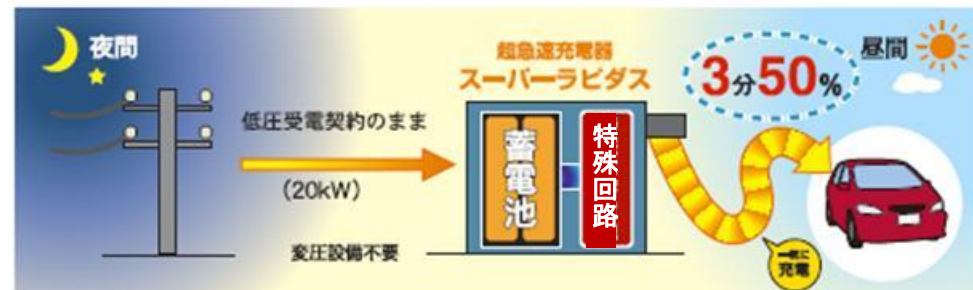 夜間
低圧受電契約のまま
(20kW)
変圧設備不要
超急速充電器
スーパーラピダス
蓄電池
特殊回路
3分50%
昼間
一気に
充電